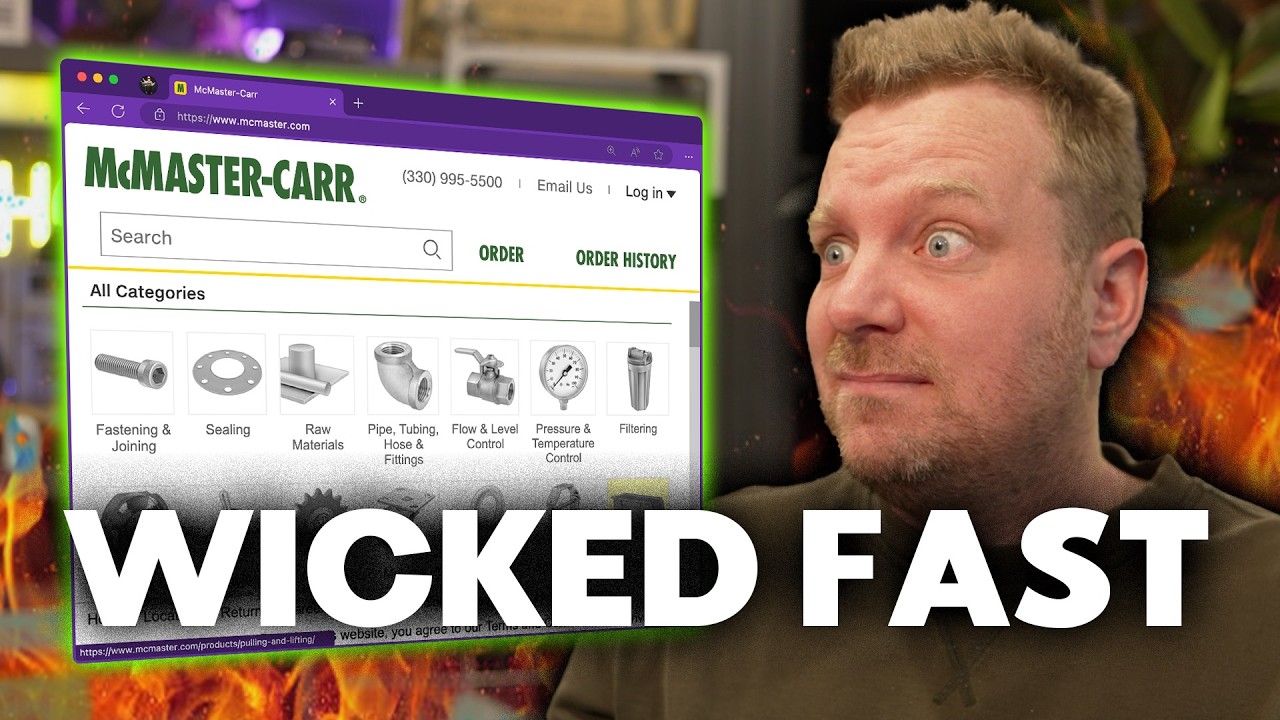 McMaster-Carr
https://www.mcmaster.com
McMASTER-CARR®
(330) 995-5500
Email Us
Log in
Search
ORDER
ORDER HISTORY
All Categories
Fastening &
Joining
Sealing
Raw
Materials
Pipe, Tubing,
Hose &
Fittings
Flow & Level
Control
Pressure &
Temperature
Control
Filtering
WICKED FAST
website, you agree to our Terms
https://www.mcmaster.com/products/pulling-and-lifting/